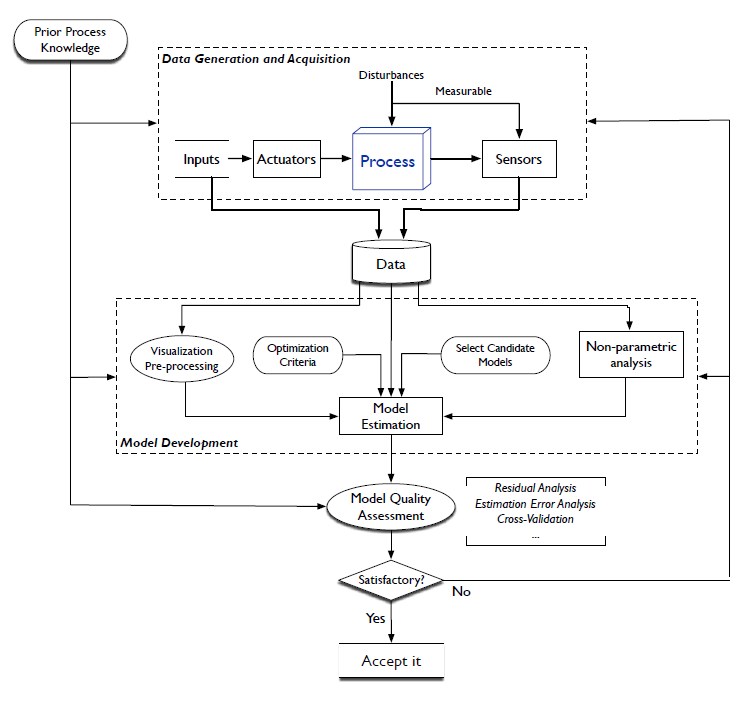 Prior Process
Knowledge
Data Generation and Acquisition
Disturbances
Measurable
Inputs
Actuators
Process
Sensors
Data
Visualization
Pre-processing
Optimization
Criteria
Select Candidate
Models
Non-parametric
analysis
Model
Estimation
Model Development
Model Quality
Assessment
Residual Analysis
Estimation Error Analysis
Cross-Validation
...
Satisfactory?
No
Yes
Accept it